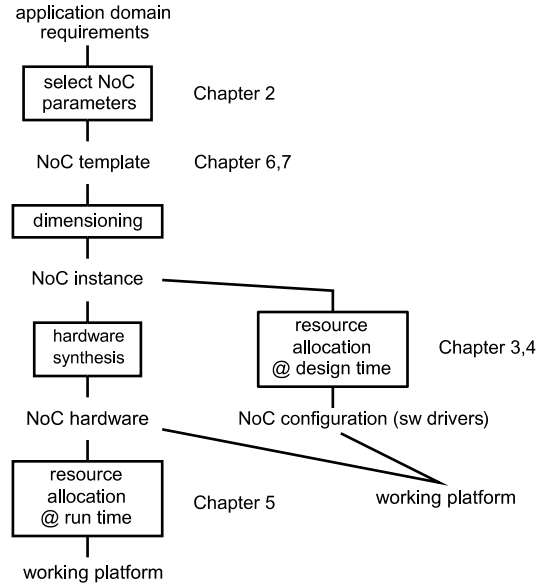 application domain
requirements
select NoC
parameters
Chapter 2
NoC template
Chapter 6,7
dimensioning
NoC instance
hardware
synthesis
resource
allocation
@ design time
Chapter 3,4
NoC hardware
NoC configuration (sw drivers)
resource
allocation
@ run time
Chapter 5
working platform
working platform